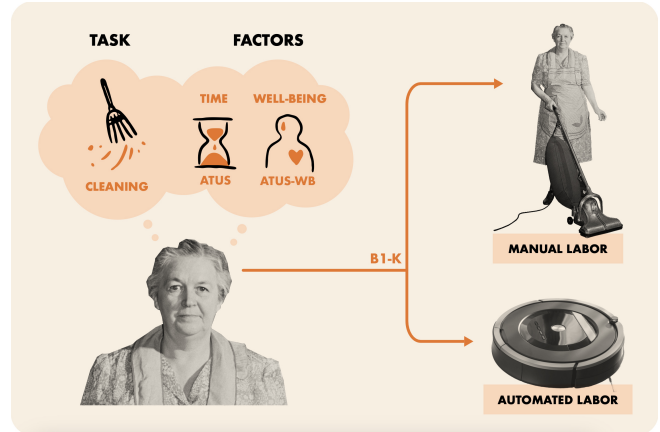 TASK
FACTORS
TIME
WELL-BEING
CLEANING
ATUS
ATUS-WB
B1-K
MANUAL LABOR
AUTOMATED LABOR